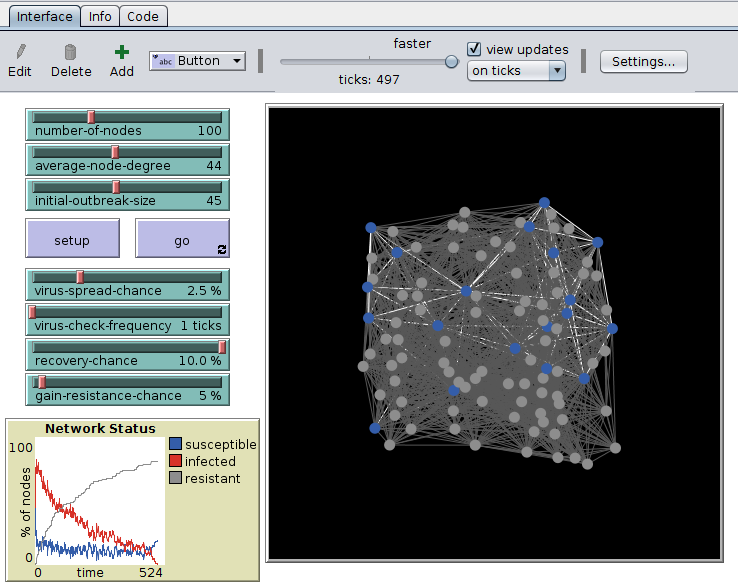 Interface Info Code
faster
view updates
Edit Delete Add abc Button
ticks: 497
on ticks
Settings...
number-of-nodes 100
average-node-degree 44
initial-outbreak-size 45
setup go
virus-spread-chance 2.5 %
virus-check-frequency 1 ticks
recovery-chance 10.0 %
gain-resistance-chance 5 %
Network Status
100
% of nodes
0
0 time 524
susceptible
infected
resistant